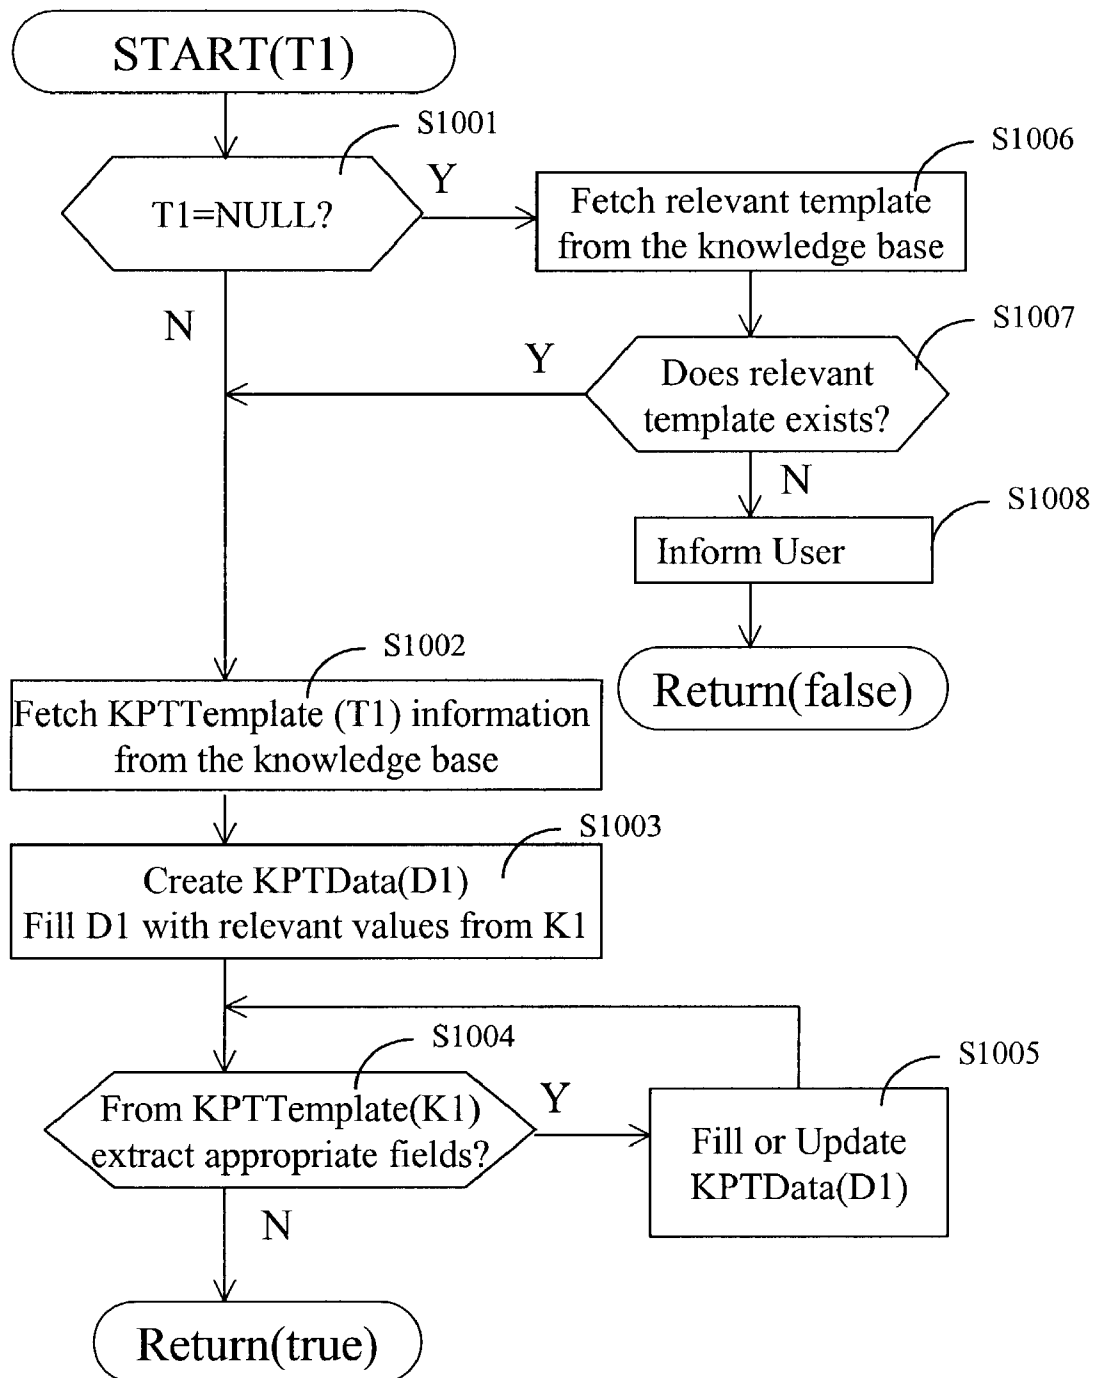 START(T1)
S1001
T1=NULL?
Y
S1006
Fetch relevant template
from the knowledge base
N
S1007
Y
Does relevant
template exists?
N
S1008
Inform User
Return(false)
S1002
Fetch KPTTemplate (T1) information
from the knowledge base
S1003
Create KPTData(D1)
Fill D1 with relevant values from K1
S1004
From KPTTemplate(K1)
extract appropriate fields?
Y
S1005
Fill or Update
KPTData(D1)
N
Return(true)